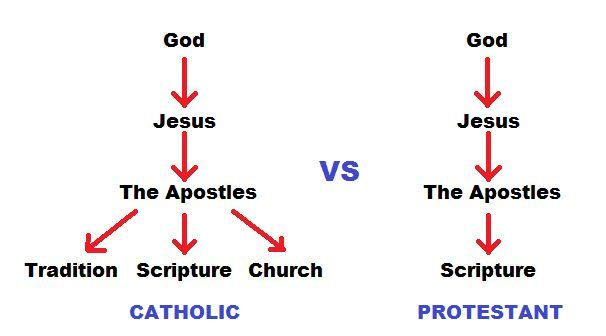 God
Jesus
The Apostles
Tradition Scripture Church
CATHOLIC
VS
God
Jesus
The Apostles
Scripture
PROTESTANT